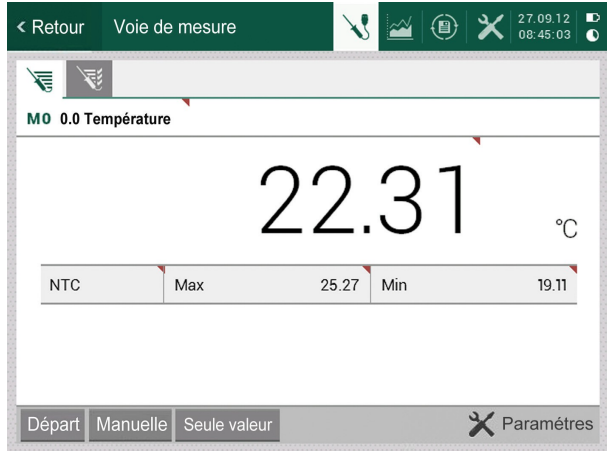 < Retour Voie de mesure 27.09.12
08:45:03
M0 0.0 Température
22.31 °C
NTC Max 25.27 Min 19.11
Départ Manuelle Seule valeur Paramétres